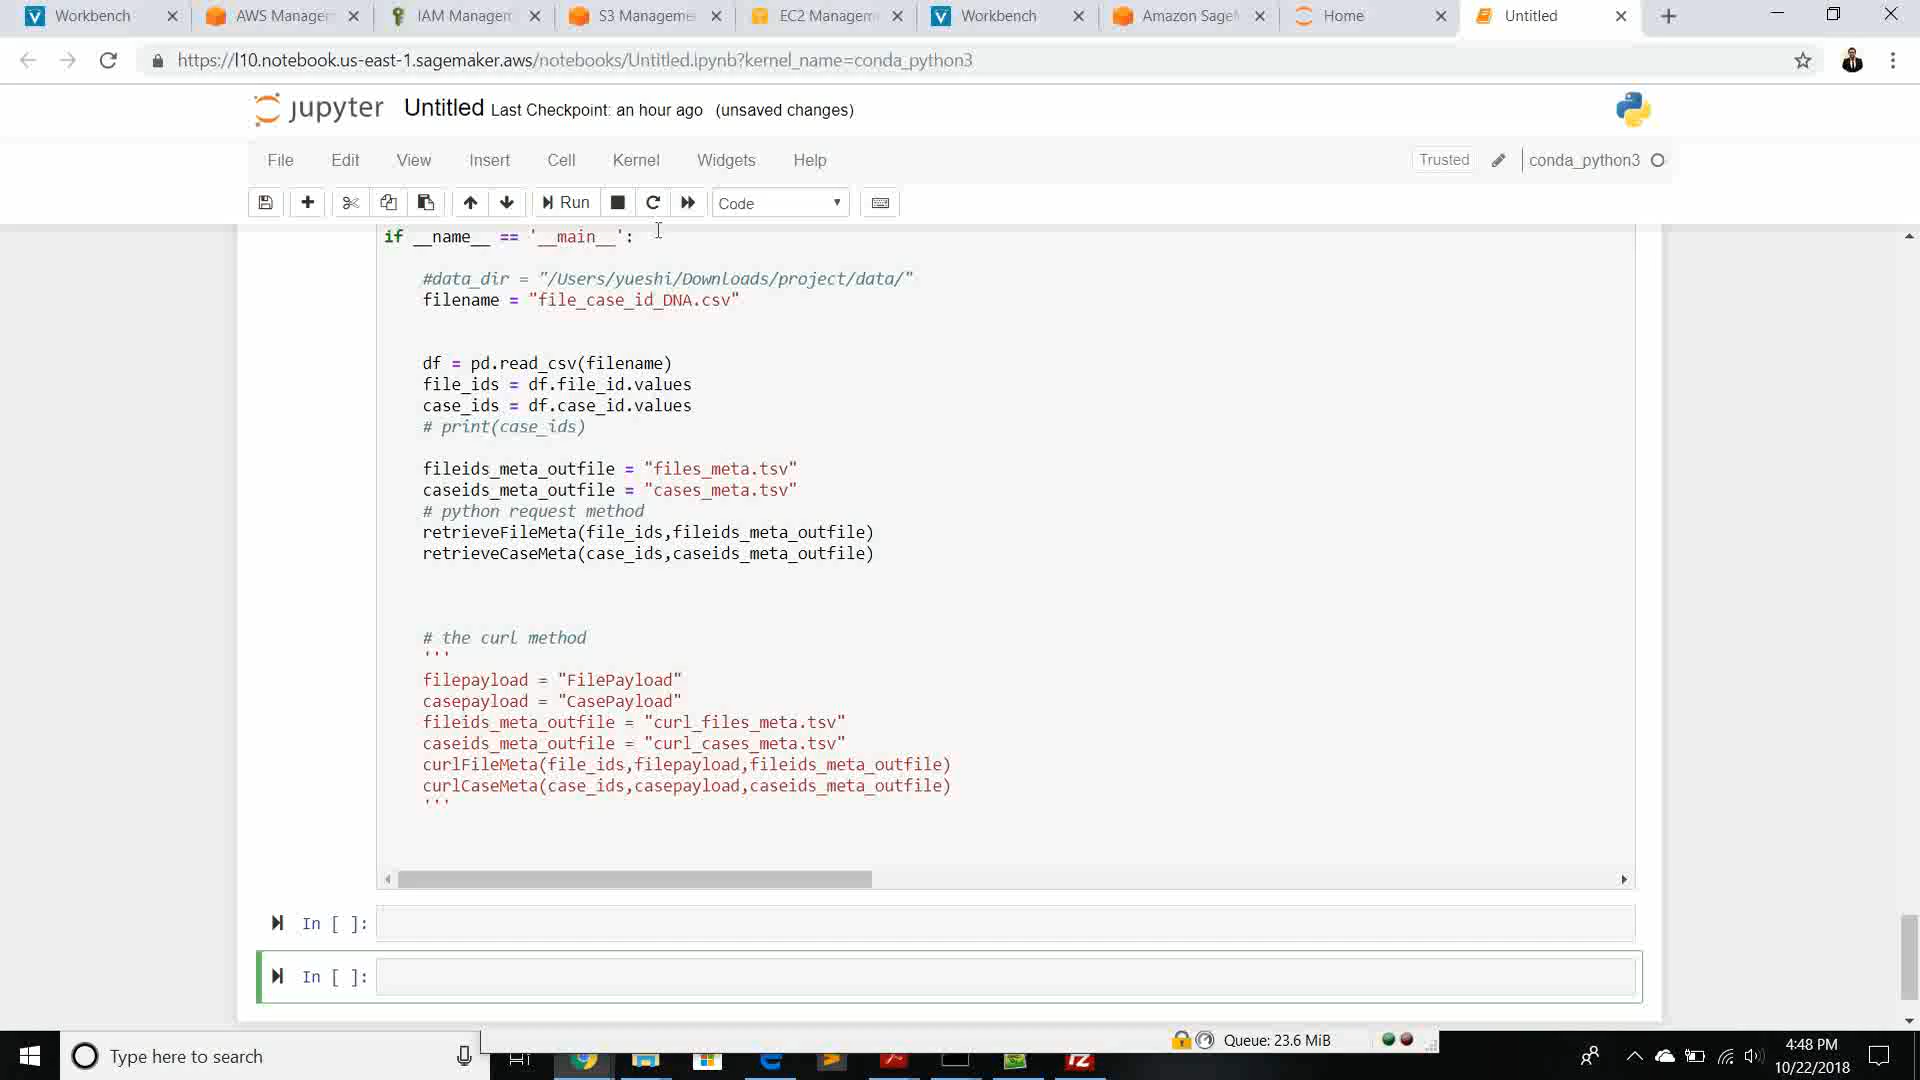 Workbench
AWS Managem
IAM Managem
S3 Manageme
EC2 Managem
Workbench
Amazon SageM
Home
Untitled
https://l10.notebook.us-east-1.sagemaker.aws/notebooks/Untitled.ipynb?kernel_name=conda_python3
jupyter Untitled Last Checkpoint: an hour ago (unsaved changes)
File Edit View Insert Cell Kernel Widgets Help Trusted conda_python3
Run Code
if __name__ == '__main__':
#data_dir = "/Users/yueshi/Downloads/project/data/"
filename = "file_case_id_DNA.csv"
df = pd.read_csv(filename)
file_ids = df.file_id.values
case_ids = df.case_id.values
# print(case_ids)
fileids_meta_outfile = "files_meta.tsv"
caseids_meta_outfile = "cases_meta.tsv"
# python request method
retrieveFileMeta(file_ids,fileids_meta_outfile)
retrieveCaseMeta(case_ids,caseids_meta_outfile)
# the curl method
'''
filepayload = "FilePayload"
casepayload = "CasePayload"
fileids_meta_outfile = "curl_files_meta.tsv"
caseids_meta_outfile = "curl_cases_meta.tsv"
curlFileMeta(file_ids,filepayload,fileids_meta_outfile)
curlCaseMeta(case_ids,casepayload,caseids_meta_outfile)
'''
In [ ]:
In [ ]:
Queue: 23.6 MiB
Type here to search
4:48 PM
10/22/2018